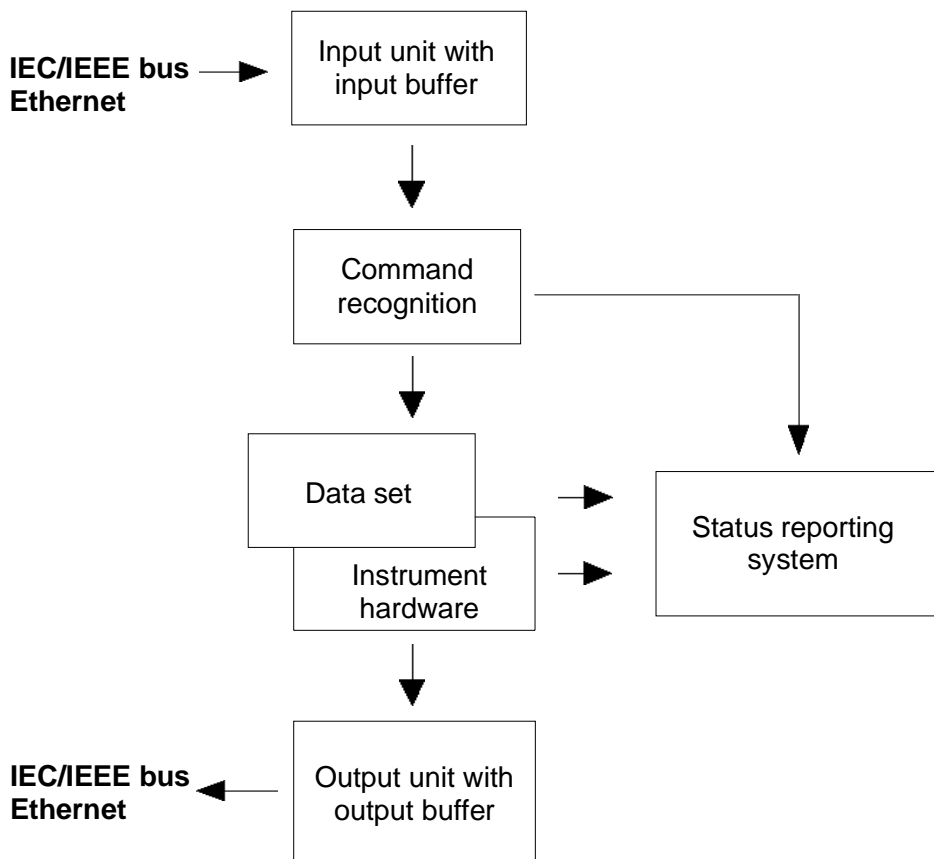 Input unit with
input buffer
IEC/IEEE bus
Ethernet
Command
recognition
Data set
Status reporting
system
Instrument
hardware
IEC/IEEE bus
Ethernet
Output unit with
output buffer